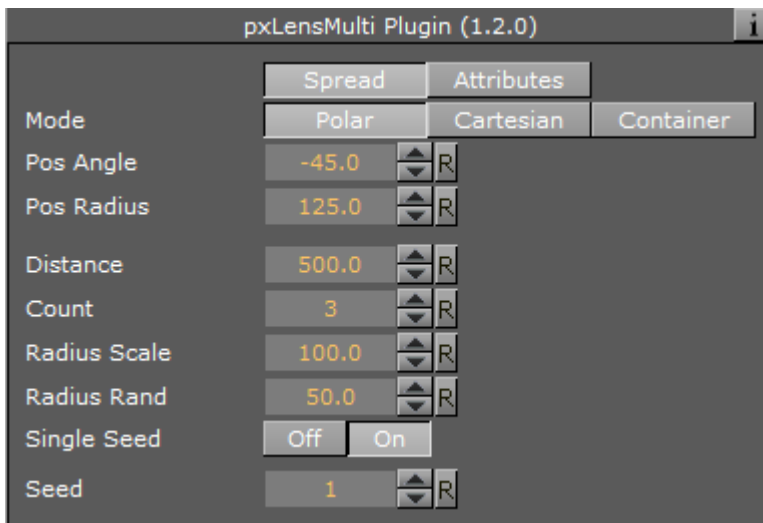 pxLensMulti Plugin (1.2.0) i
Spread Attributes
Mode Polar Cartesian Container
Pos Angle -45.0 R
Pos Radius 125.0 R
Distance 500.0 R
Count 3 R
Radius Scale 100.0 R
Radius Rand 50.0 R
Single Seed Off On
Seed 1 R